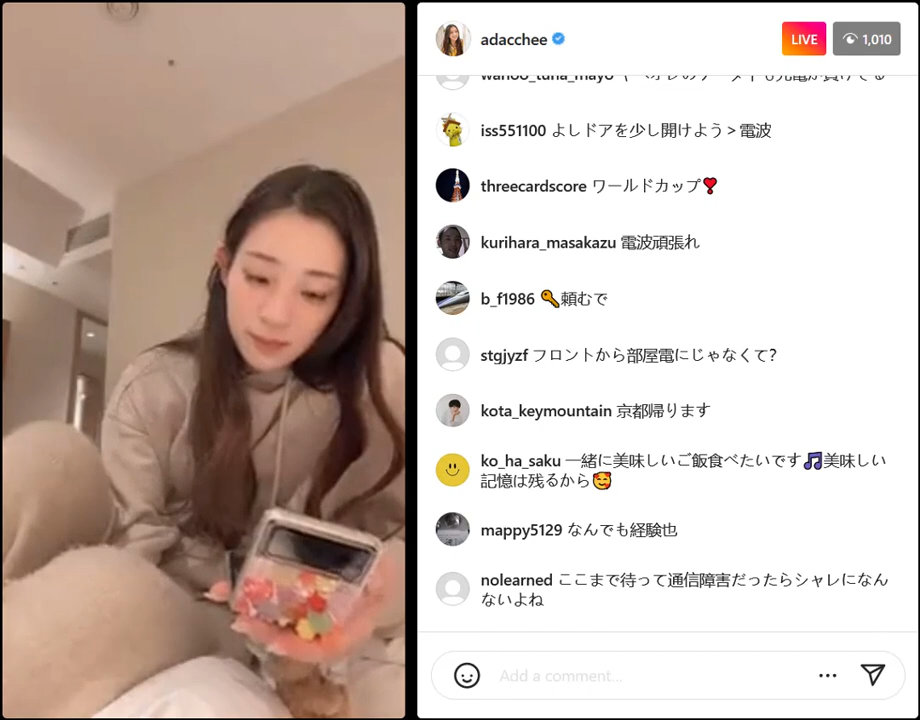 adacchee
LIVE
1,010
iss551100 よしドアを少し開けよう > 電波
threecardscore ワールドカップ❣️
kurihara_masakazu 電波頑張れ
b_f1986 🔑頼むで
stgjyzf フロントから部屋電にじゃなくて?
kota_keymountain 京都帰ります
ko_ha_saku 一緒に美味しいご飯食べたいです🎵美味しい
記憶は残るから🥰
mappy5129 なんでも経験也
nolearned ここまで待って通信障害だったらシャレになん
ないよね
Add a comment...